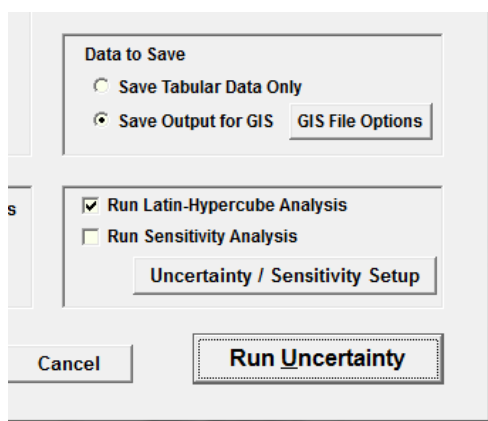 Data to Save
Save Tabular Data Only
Save Output for GIS GIS File Options
s
Run Latin-Hypercube Analysis
Run Sensitivity Analysis
Uncertainty / Sensitivity Setup
Cancel
Run Uncertainty